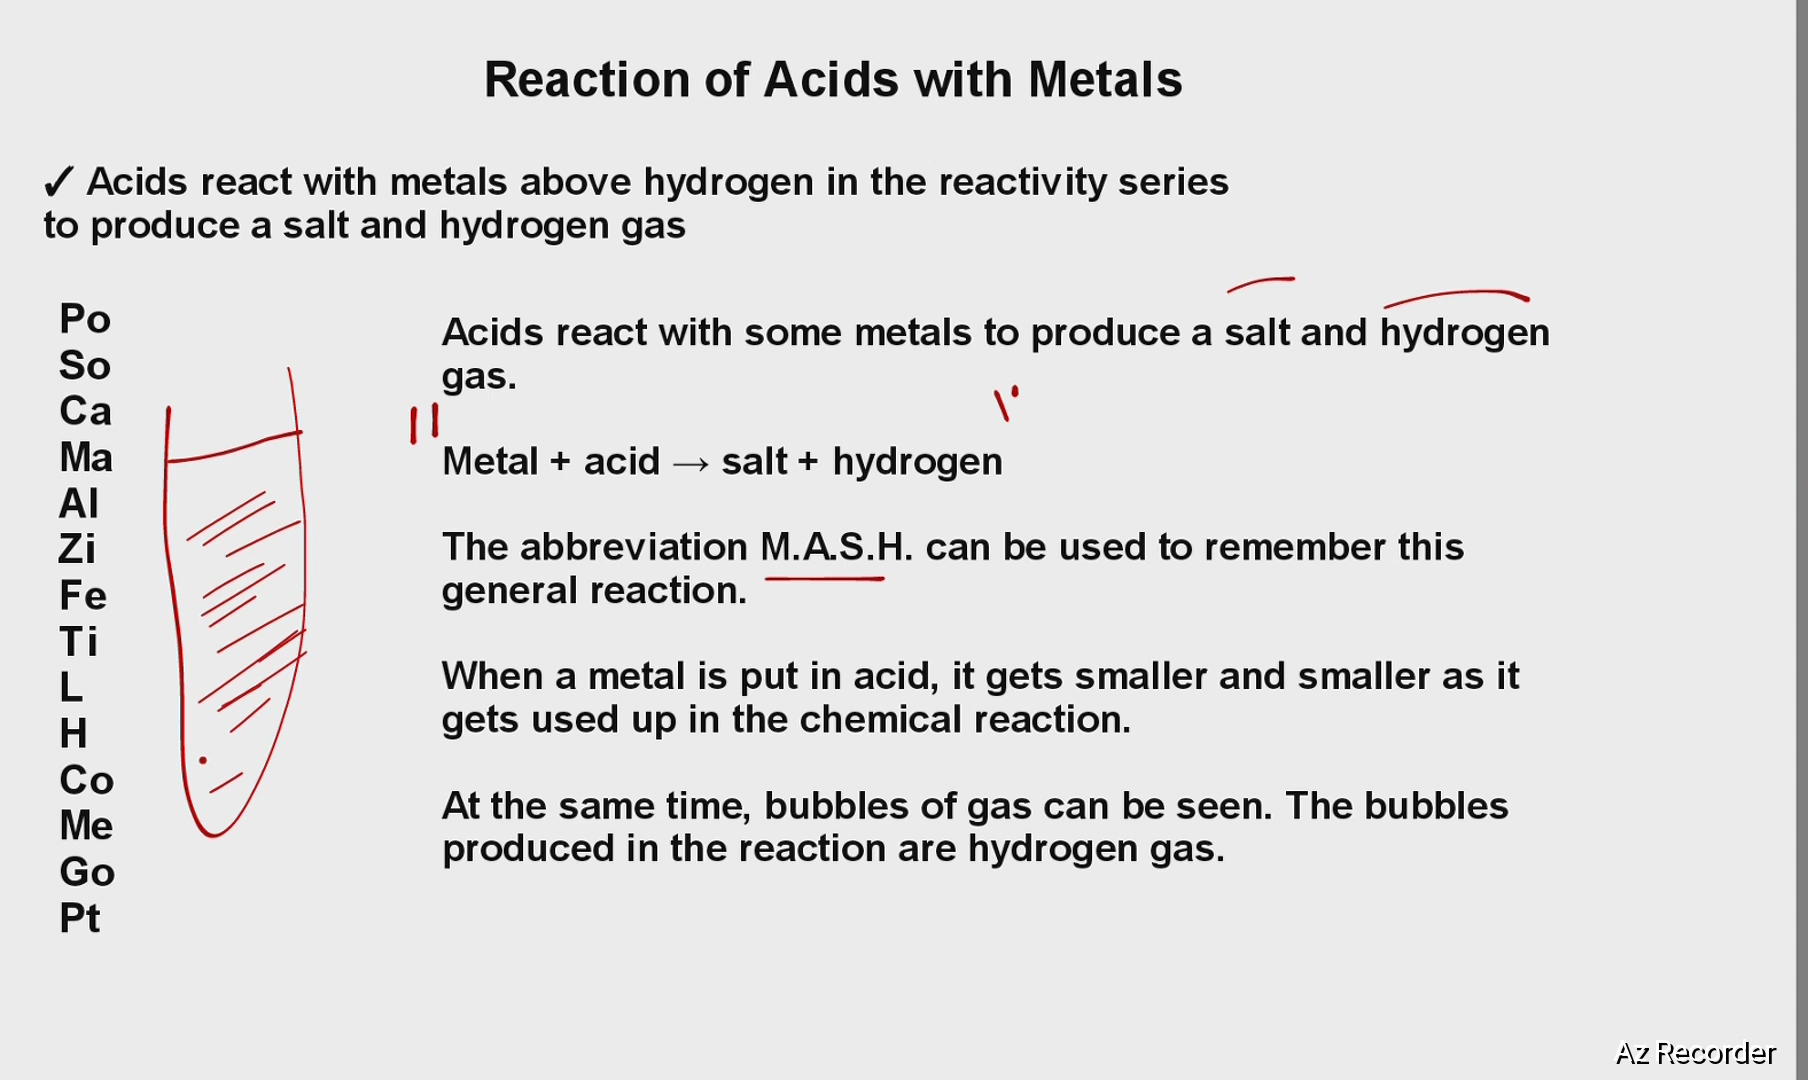 Reaction of Acids with Metals
✓ Acids react with metals above hydrogen in the reactivity series
to produce a salt and hydrogen gas
Po
So
Ca
Ma
Al
Zi
Fe
Ti
L
H
Co
Me
Go
Pt
Acids react with some metals to produce a salt and hydrogen
gas.
Metal + acid → salt + hydrogen
The abbreviation M.A.S.H. can be used to remember this
general reaction.
When a metal is put in acid, it gets smaller and smaller as it
gets used up in the chemical reaction.
At the same time, bubbles of gas can be seen. The bubbles
produced in the reaction are hydrogen gas.
Az Recorder